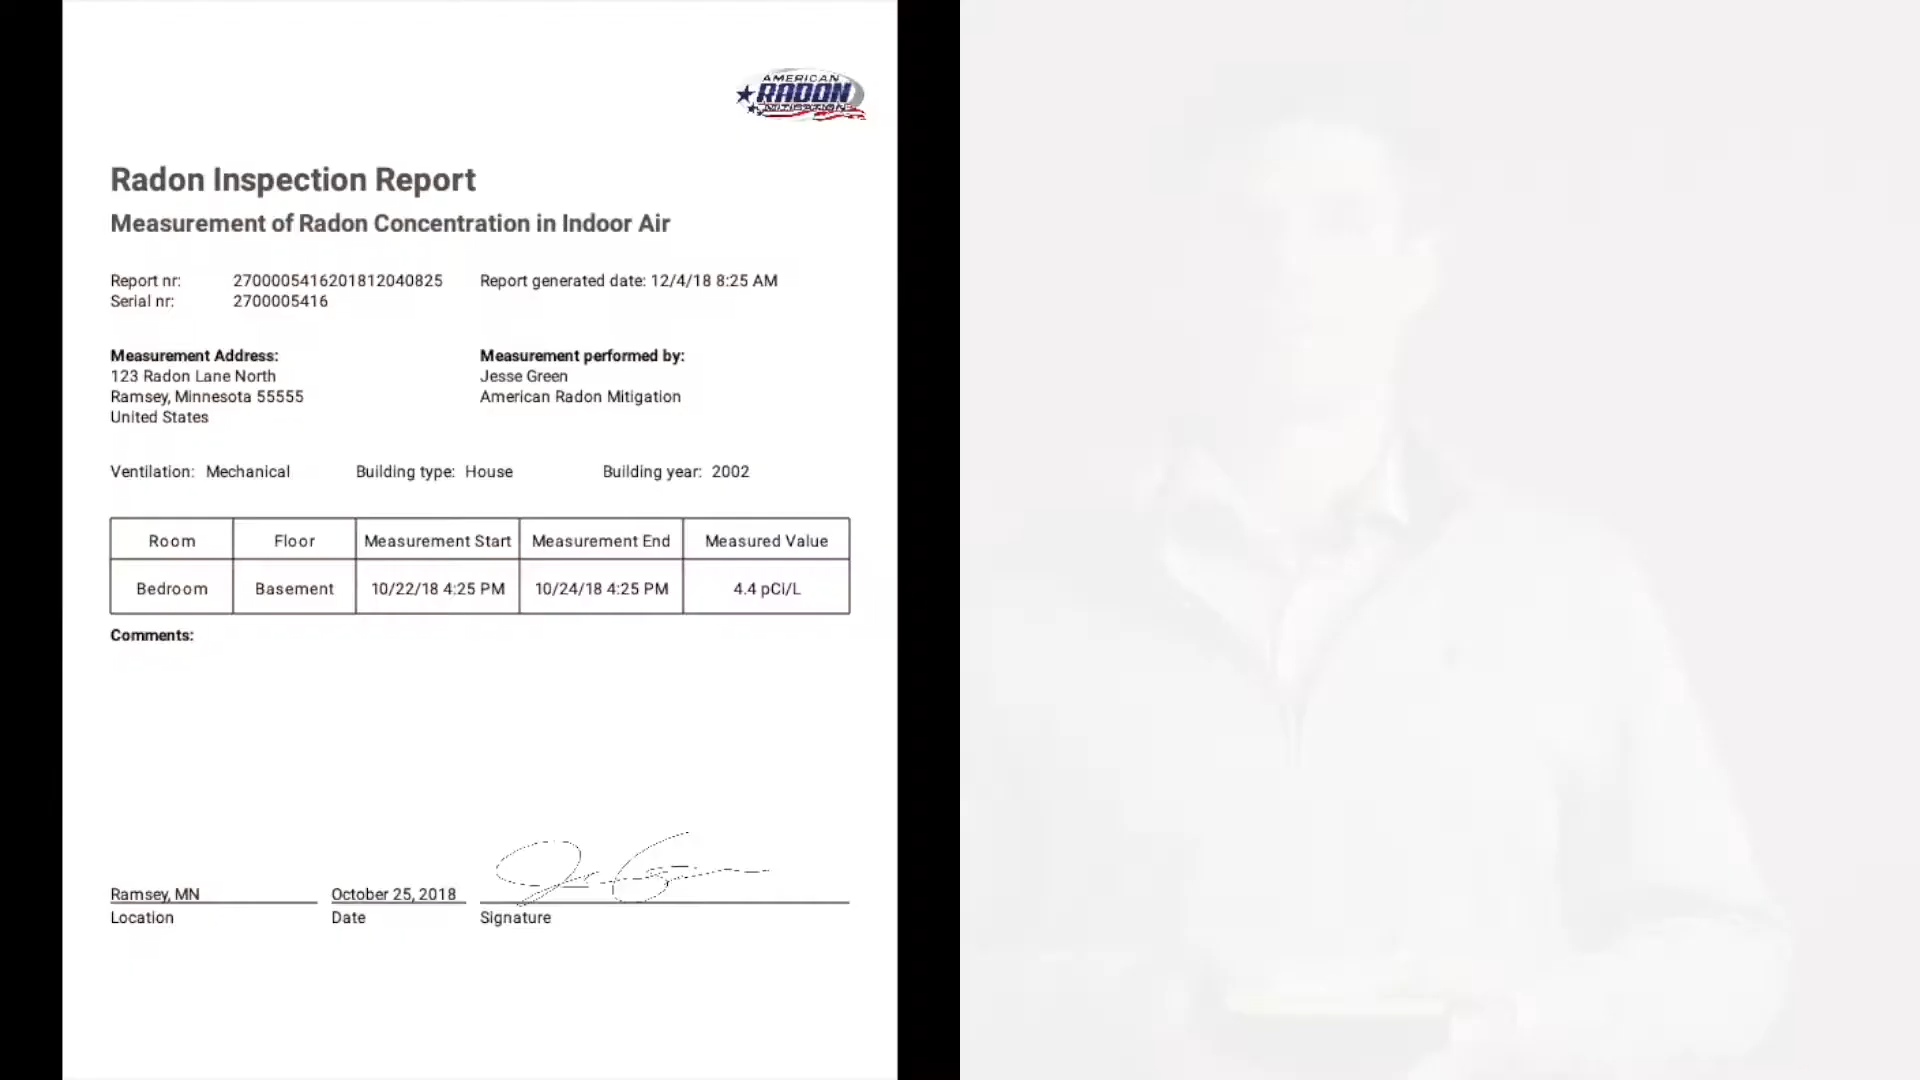 AMERICAN
RADON
MITIGATION
Radon Inspection Report
Measurement of Radon Concentration in Indoor Air
Report nr: 2700005416201812040825 Report generated date: 12/4/18 8:25 AM
Serial nr: 2700005416
Measurement Address: Measurement performed by:
123 Radon Lane North Jesse Green
Ramsey, Minnesota 55555 American Radon Mitigation
United States
Ventilation: Mechanical Building type: House Building year: 2002
Room Floor Measurement Start Measurement End Measured Value
Bedroom Basement 10/22/18 4:25 PM 10/24/18 4:25 PM 4.4 pCi/L
Comments:
Ramsey, MN October 25, 2018
Location Date Signature